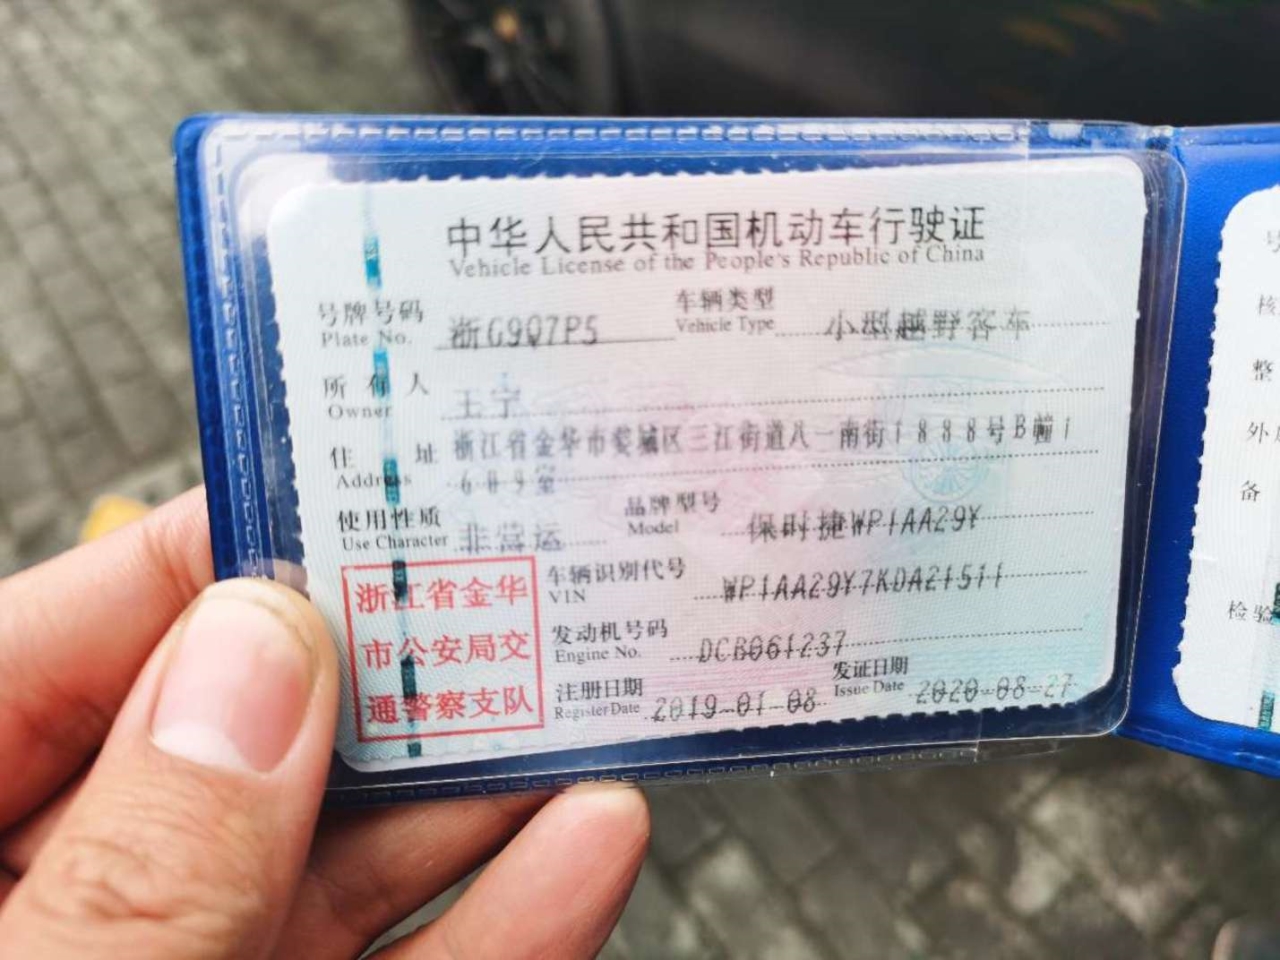 中华人民共和国机动车行驶证
Vehicle License of the People's Republic of China
号牌号码 浙G907P5 车辆类型 小型越野客车
Plate No. Vehicle Type
所有人 王宁
Owner
住址 浙江省金华市婺城区三江街道八一南街1888号B幢1
Address 609室
使用性质 非营运 品牌型号 保时捷WP1AA29Y
Use Character Model
浙江省金华
市公安局交
通警察支队
车辆识别代号 WP1AA29Y7KDA21511
VIN
发动机号码 DCB061237
Engine No.
注册日期 2019-01-08 发证日期 2020-08-27
Register Date Issue Date
号
核
整
外
备
检验